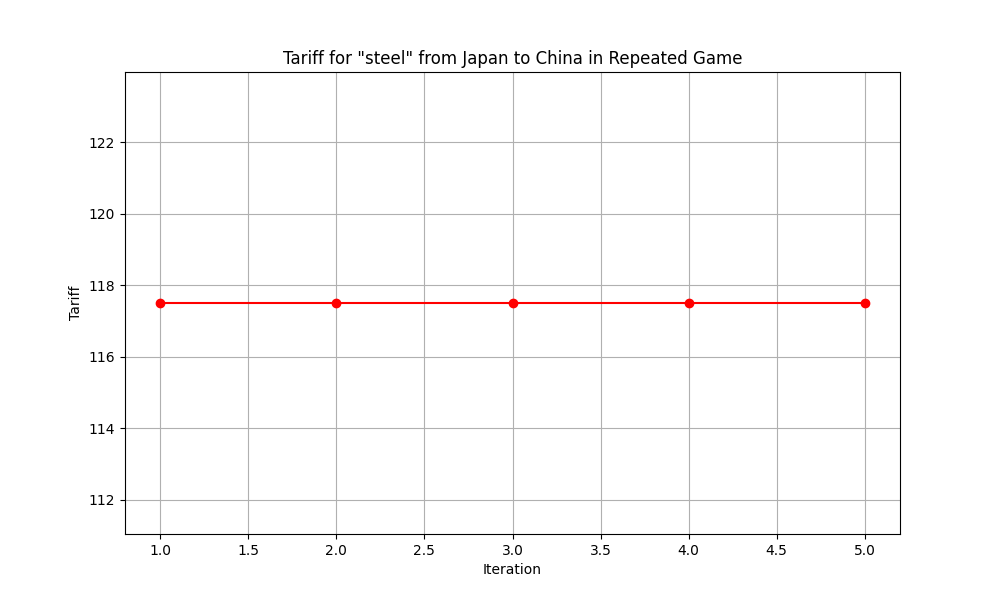 Tariff for "steel" from Japan to China in Repeated Game
Tariff
122
120
118
116
114
112
1.0 1.5 2.0 2.5 3.0 3.5 4.0 4.5 5.0
Iteration